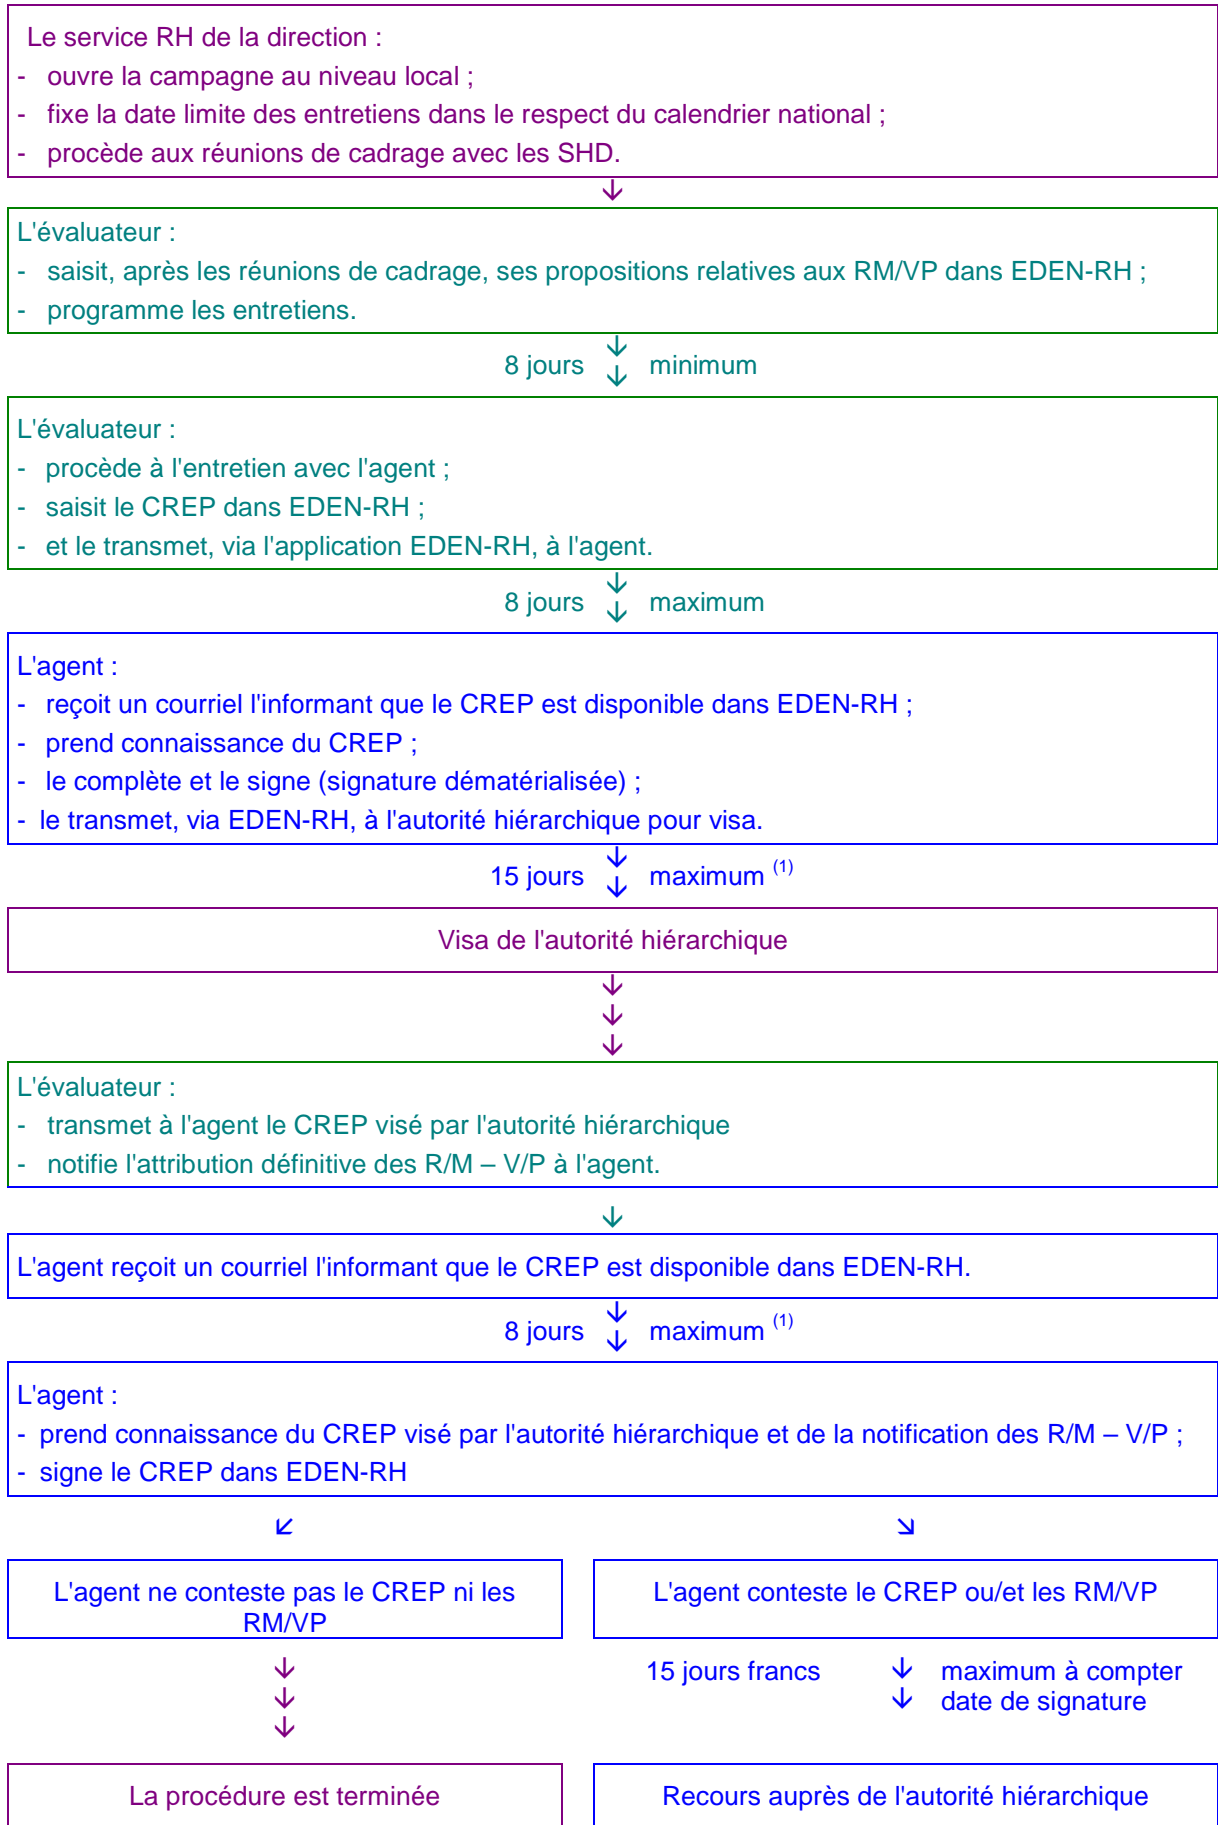 Le service RH de la direction :
- ouvre la campagne au niveau local ;
- fixe la date limite des entretiens dans le respect du calendrier national ;
- procède aux réunions de cadrage avec les SHD.
L'évaluateur :
- saisit, après les réunions de cadrage, ses propositions relatives aux RM/VP dans EDEN-RH ;
- programme les entretiens.
8 jours minimum
L'évaluateur :
- procède à l'entretien avec l'agent ;
- saisit le CREP dans EDEN-RH ;
- et le transmet, via l'application EDEN-RH, à l'agent.
8 jours maximum
L'agent :
- reçoit un courriel l'informant que le CREP est disponible dans EDEN-RH ;
- prend connaissance du CREP ;
- le complète et le signe (signature dématérialisée) ;
- le transmet, via EDEN-RH, à l'autorité hiérarchique pour visa.
15 jours maximum (1)
Visa de l'autorité hiérarchique
L'évaluateur :
- transmet à l'agent le CREP visé par l'autorité hiérarchique
- notifie l'attribution définitive des R/M – V/P à l'agent.
L'agent reçoit un courriel l'informant que le CREP est disponible dans EDEN-RH.
8 jours maximum (1)
L'agent :
- prend connaissance du CREP visé par l'autorité hiérarchique et de la notification des R/M – V/P ;
- signe le CREP dans EDEN-RH
L'agent ne conteste pas le CREP ni les
RM/VP
L'agent conteste le CREP ou/et les RM/VP
15 jours francs maximum à compter
date de signature
La procédure est terminée
Recours auprès de l'autorité hiérarchique